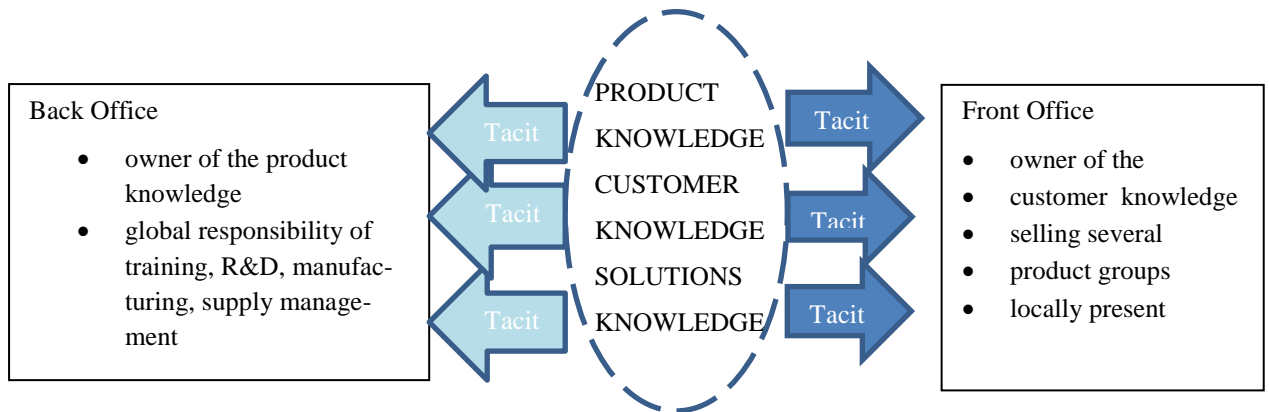 Back Office
• owner of the product
knowledge
• global responsibility of
training, R&D, manufac-
turing, supply manage-
ment
Tacit
Tacit
Tacit
PRODUCT
KNOWLEDGE
CUSTOMER
KNOWLEDGE
SOLUTIONS
KNOWLEDGE
Tacit
Tacit
Tacit
Front Office
• owner of the
• customer knowledge
• selling several
• product groups
• locally present